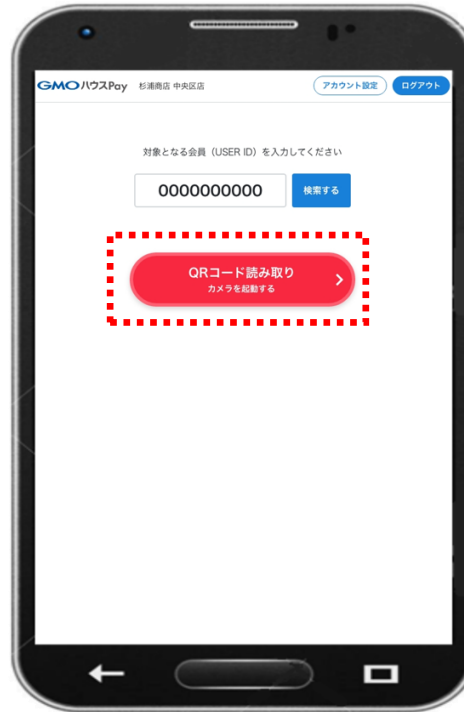 GMOハウスPay 杉浦商店 中央区店 アカウント設定 ログアウト
対象となる会員（USER ID）を入力してください
0000000000 検索する
QRコード読み取り
カメラを起動する